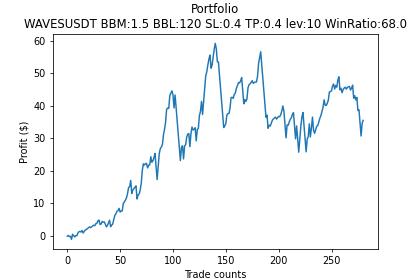 Portfolio
WAVESUSDT BBM:1.5 BBL:120 SL:0.4 TP:0.4 lev:10 WinRatio:68.0
60
50
40
30
20
10
0
Profit ($)
0 50 100 150 200 250
Trade counts